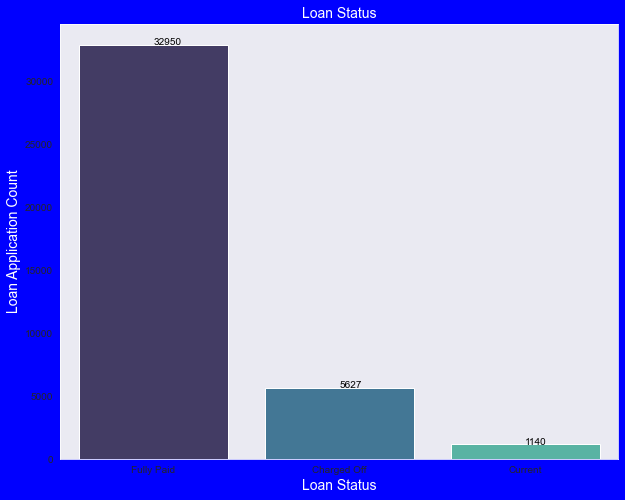 Loan Status
32950
5627
1140
Loan Application Count
0
Fully Paid
Charged Off
Current
Loan Status